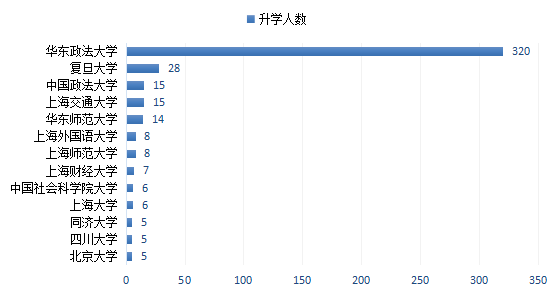 升学人数
华东政法大学 320
复旦大学 28
中国政法大学 15
上海交通大学 15
华东师范大学 14
上海外国语大学 8
上海师范大学 8
上海财经大学 7
中国社会科学院大学 6
上海大学 6
同济大学 5
四川大学 5
北京大学 5
0 50 100 150 200 250 300 350